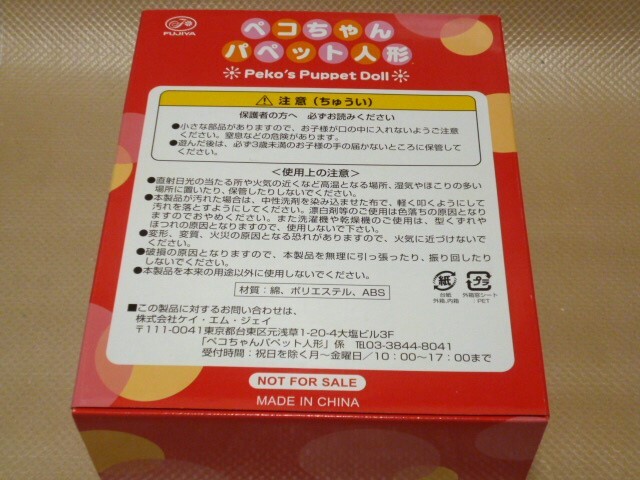 FUJIYA
ペコちゃん
パペット人形
Peko's Puppet Doll
注意(ちゅうい)
保護者の方へ 必ずお読みください
●小さな部品がありますので、お子様が口の中に入れないようご注意
ください。窒息などの危険があります。
●遊んだ後は、必ず3歳未満のお子様の手の届かないところに保管して
ください。
<使用上の注意>
●直射日光の当たる所や火気の近くなど高温となる場所、湿気やほこりの多い
場所に置いたり、保管したりしないでください。
●本製品が汚れた場合は、中性洗剤を染み込ませた布で、軽く叩くようにして
汚れを落とすようにしてください。漂白剤等のご使用は色落ちの原因となり
ますのでおやめください。また洗濯機や乾燥機のご使用は、型くずれや
ほつれの原因となりますので、使用しないで下さい。
●変形、変質、火災の原因となる恐れがありますので、火気に近づけないで
ください。
●破損の原因となりますので、本製品を無理に引っ張ったり、振り回したり
しないでください。
●本製品を本来の用途以外に使用しないでください。
紙
台紙
外箱,内箱
プラ
外箱窓シート
PET
材質:綿、ポリエステル、ABS
■この製品に対するお問い合わせは、
株式会社ケイ・エム・ジェイ
〒111-0041東京都台東区元浅草1-20-4大塩ビル3F
「ペコちゃんパペット人形」係 TEL03-3844-8041
受付時間:祝日を除く月〜金曜日/10:00〜17:00まで
NOT FOR SALE
MADE IN CHINA